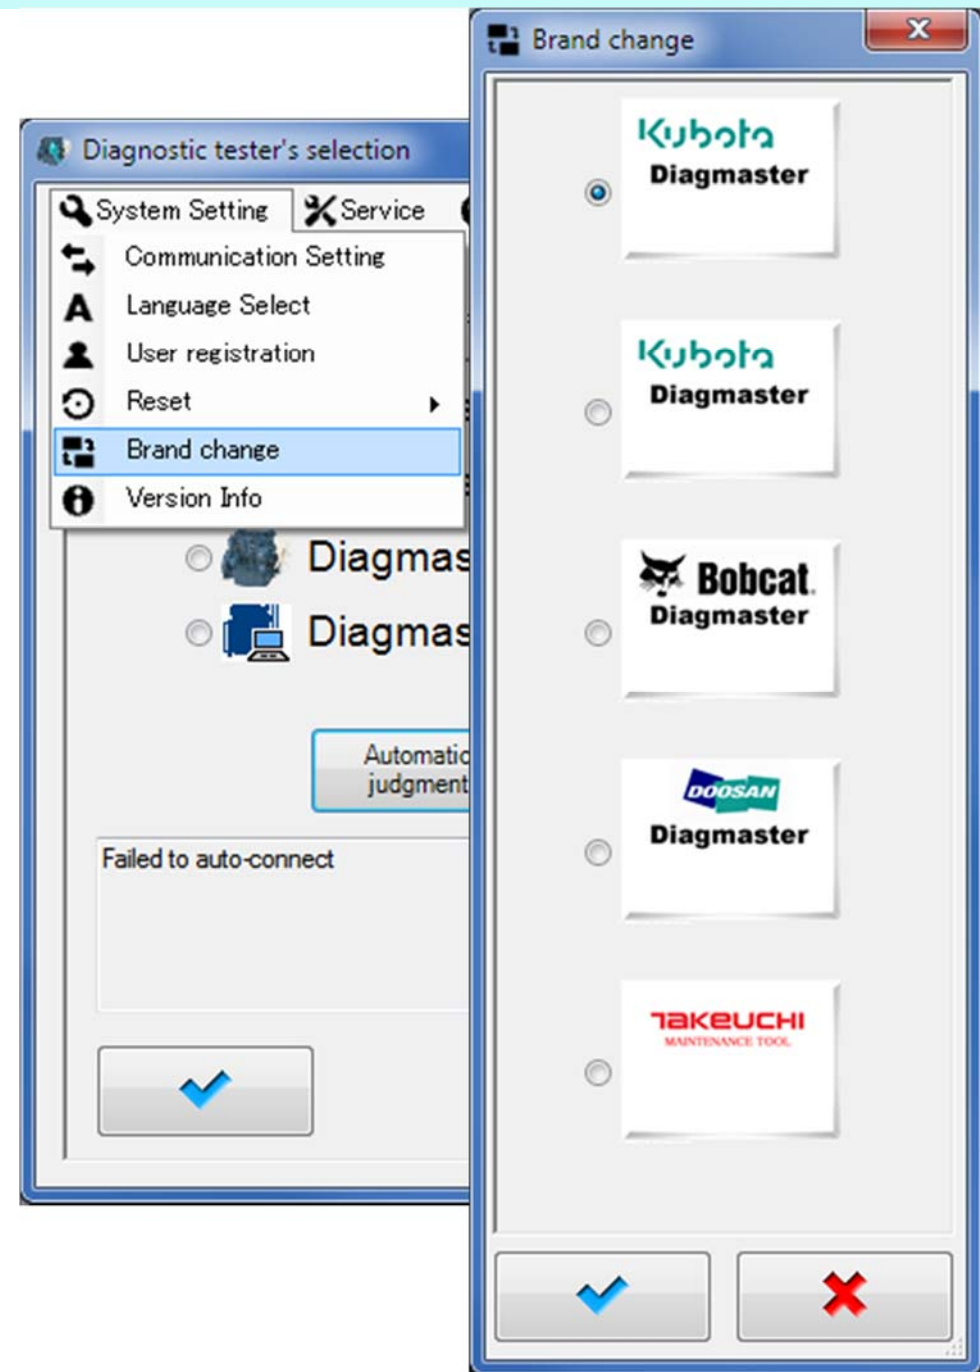 Brand change
Kubota
Diagmaster
Kubota
Diagmaster
Bobcat.
Diagmaster
DOOSAN
Diagmaster
TAKEUCHI
MAINTENANCE TOOL
Diagnostic tester's selection
System Setting Service
Communication Setting
Language Select
User registration
Reset
Brand change
Version Info
Diagmas
Diagmas
Automatic
judgment
Failed to auto-connect